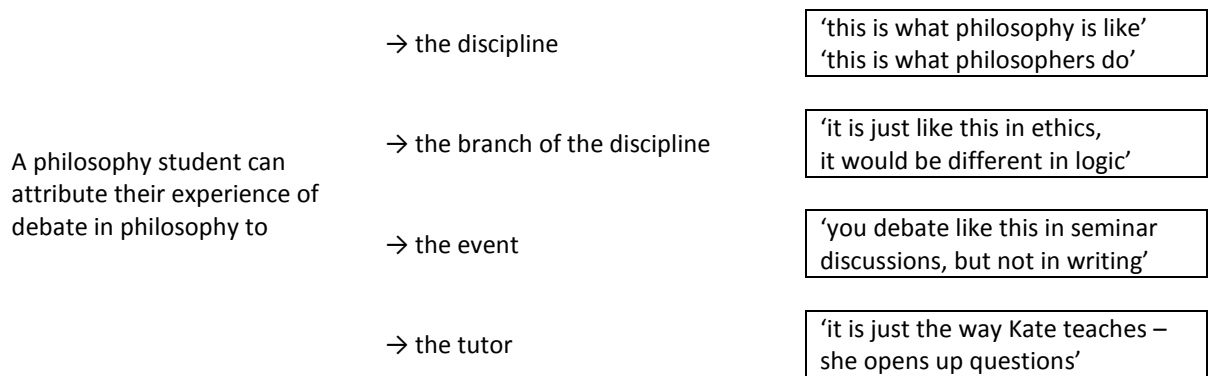 → the discipline
‘this is what philosophy is like’
‘this is what philosophers do’
A philosophy student can
attribute their experience of
debate in philosophy to
→ the branch of the discipline
‘it is just like this in ethics,
it would be different in logic’
→ the event
‘you debate like this in seminar
discussions, but not in writing’
→ the tutor
‘it is just the way Kate teaches –
she opens up questions’